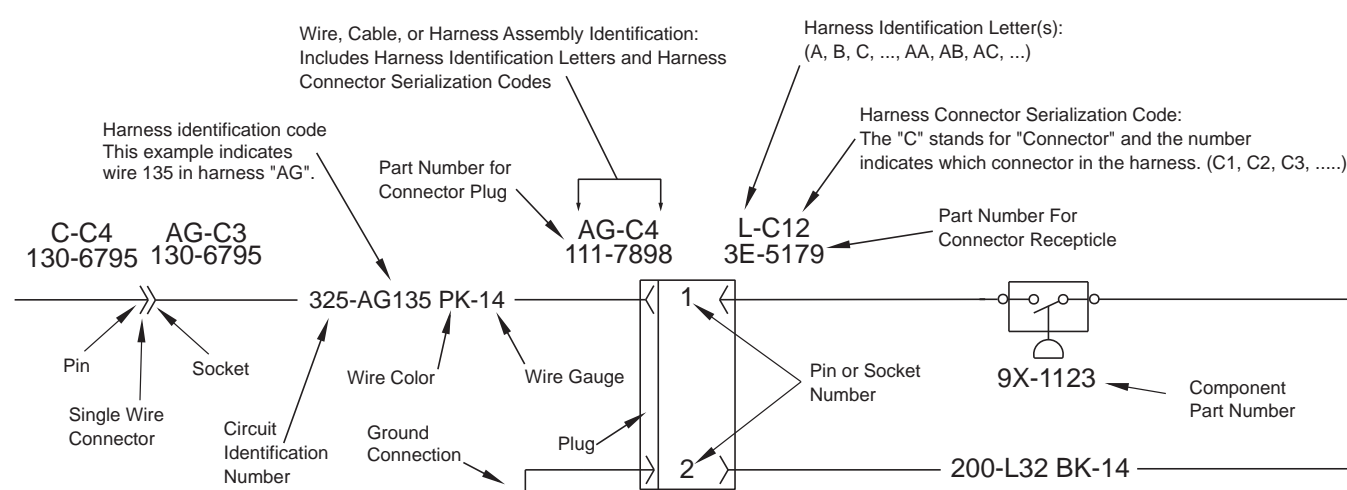 Wire, Cable, or Harness Assembly Identification:
Includes Harness Identification Letters and Harness
Connector Serialization Codes
Harness Identification Letter(s):
(A, B, C, ..., AA, AB, AC, ...)
Harness Connector Serialization Code:
The "C" stands for "Connector" and the number
indicates which connector in the harness. (C1, C2, C3, .....)
Harness identification code
This example indicates
wire 135 in harness "AG".
Part Number for
Connector Plug
Part Number For
Connector Recepticle
C-C4
130-6795
AG-C3
130-6795
AG-C4
111-7898
L-C12
3E-5179
325-AG135 PK-14
1
Pin
Socket
Wire Color
Wire Gauge
Pin or Socket
Number
9X-1123
Component
Part Number
Single Wire
Connector
Circuit
Identification
Number
Ground
Connection
Plug
2
200-L32 BK-14